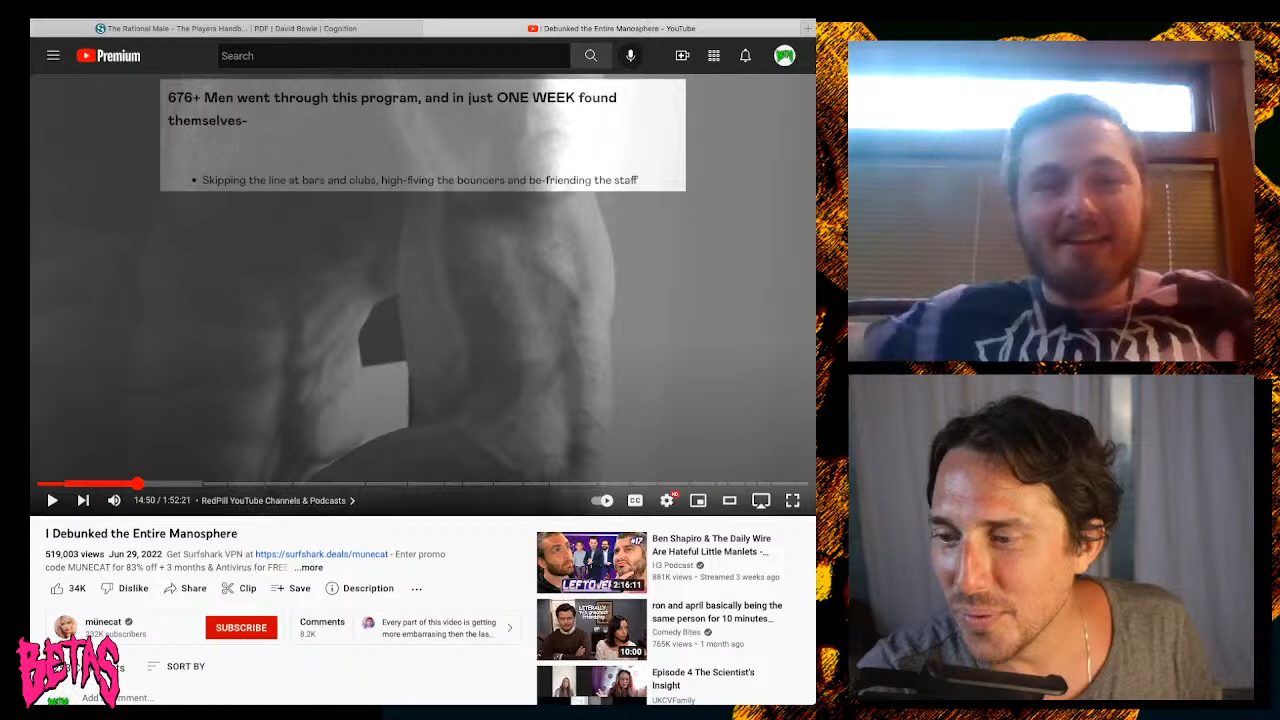 The Rational Male - The Players Handb... | PDF | David Bowie | Cognition
I Debunked the Entire Manosphere - YouTube
Premium
Search
676+ Men went through this program, and in just ONE WEEK found
themselves-
• Skipping the line at bars and clubs, high-fiving the bouncers and be-friending the staff
14:50 / 1:52:21 • RedPill YouTube Channels & Podcasts
CC
HD
I Debunked the Entire Manosphere
519,003 views Jun 29, 2022 Get Surfshark VPN at https://surfshark.deals/munecat - Enter promo
code MUNECAT for 83% off + 3 months & Antivirus for FREE ...more
34K Dislike Share Clip Save Description ...
münecat
subscribers
SUBSCRIBE
Comments
8.2K
Every part of this video is getting
more embarrasing then the las...
SORT BY
comment...
BETAS
#17
LEFTOVERS
2:16:11
Ben Shapiro & The Daily Wire
Are Hateful Little Manlets -...
H3 Podcast
881K views • Streamed 3 weeks ago
10:00
ron and april basically being the
same person for 10 minutes...
Comedy Bites
765K views • 1 month ago
Episode 4 The Scientist's
Insight
UKCVFamily